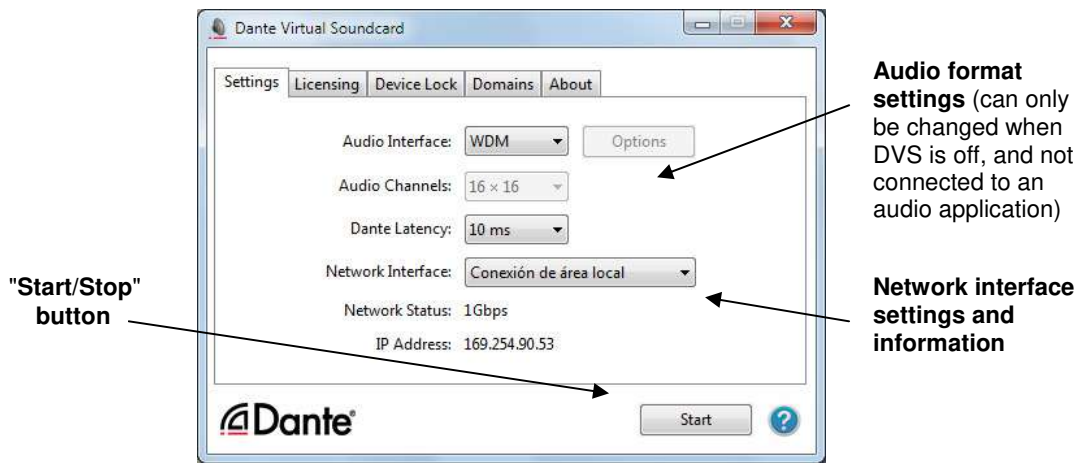 Dante Virtual Soundcard
Settings Licensing Device Lock Domains About
Audio Interface: WDM Options
Audio Channels: 16 × 16
Dante Latency: 10 ms
Network Interface: Conexión de área local
Network Status: 1Gbps
IP Address: 169.254.90.53
Dante®
Start
?
"Start/Stop"
button
Audio format
settings (can only
be changed when
DVS is off, and not
connected to an
audio application)
Network interface
settings and
information